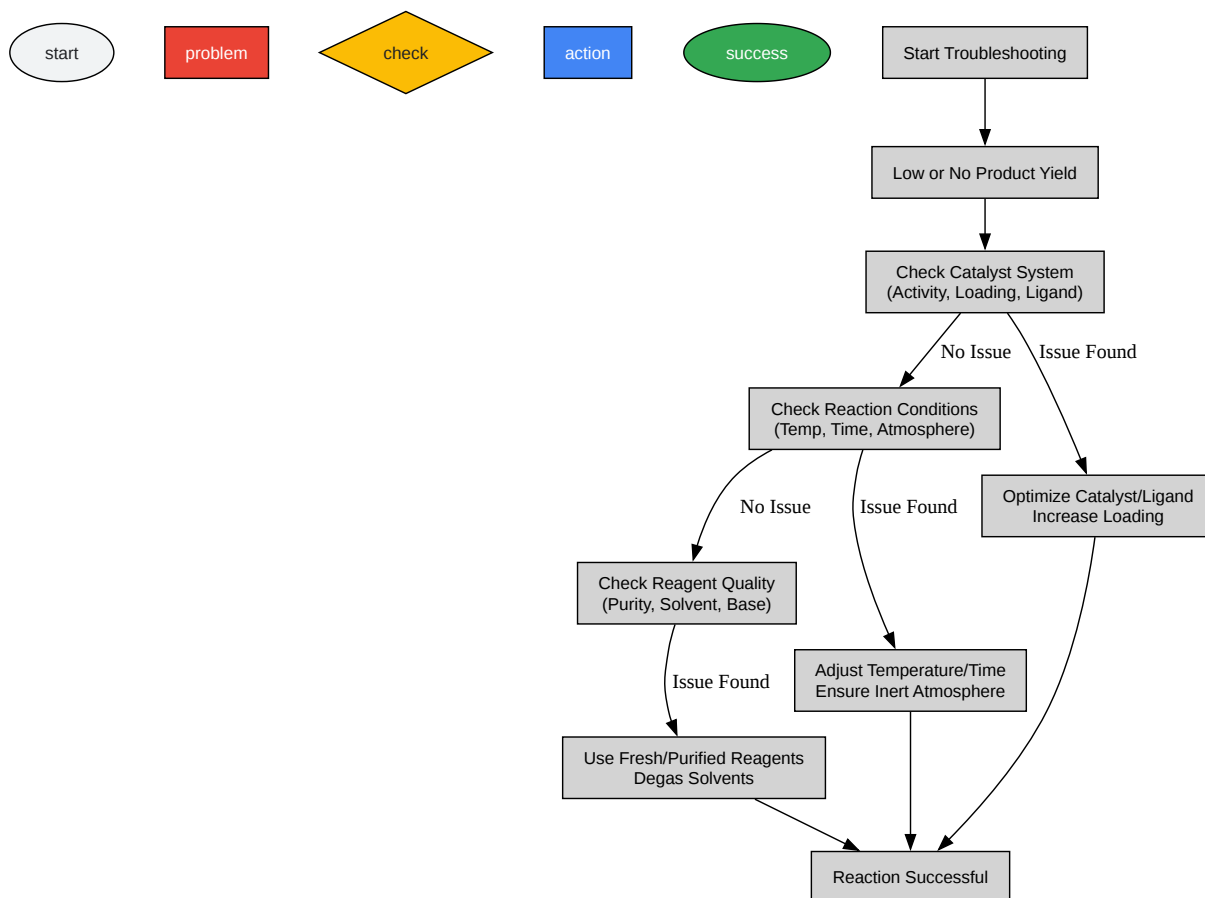 start
problem
check
action
success
Start Troubleshooting
Low or No Product Yield
Check Catalyst System
(Activity, Loading, Ligand)
No Issue
Issue Found
Check Reaction Conditions
(Temp, Time, Atmosphere)
Optimize Catalyst/Ligand
Increase Loading
No Issue
Issue Found
Check Reagent Quality
(Purity, Solvent, Base)
Issue Found
Adjust Temperature/Time
Ensure Inert Atmosphere
Use Fresh/Purified Reagents
Degas Solvents
Reaction Successful